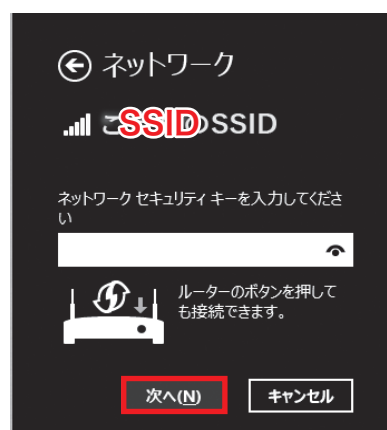 ネットワーク
SSID SSID
ネットワーク セキュリティ キーを入力してくださ
い
ルーターのボタンを押して
も接続できます。
次へ(N)
キャンセル